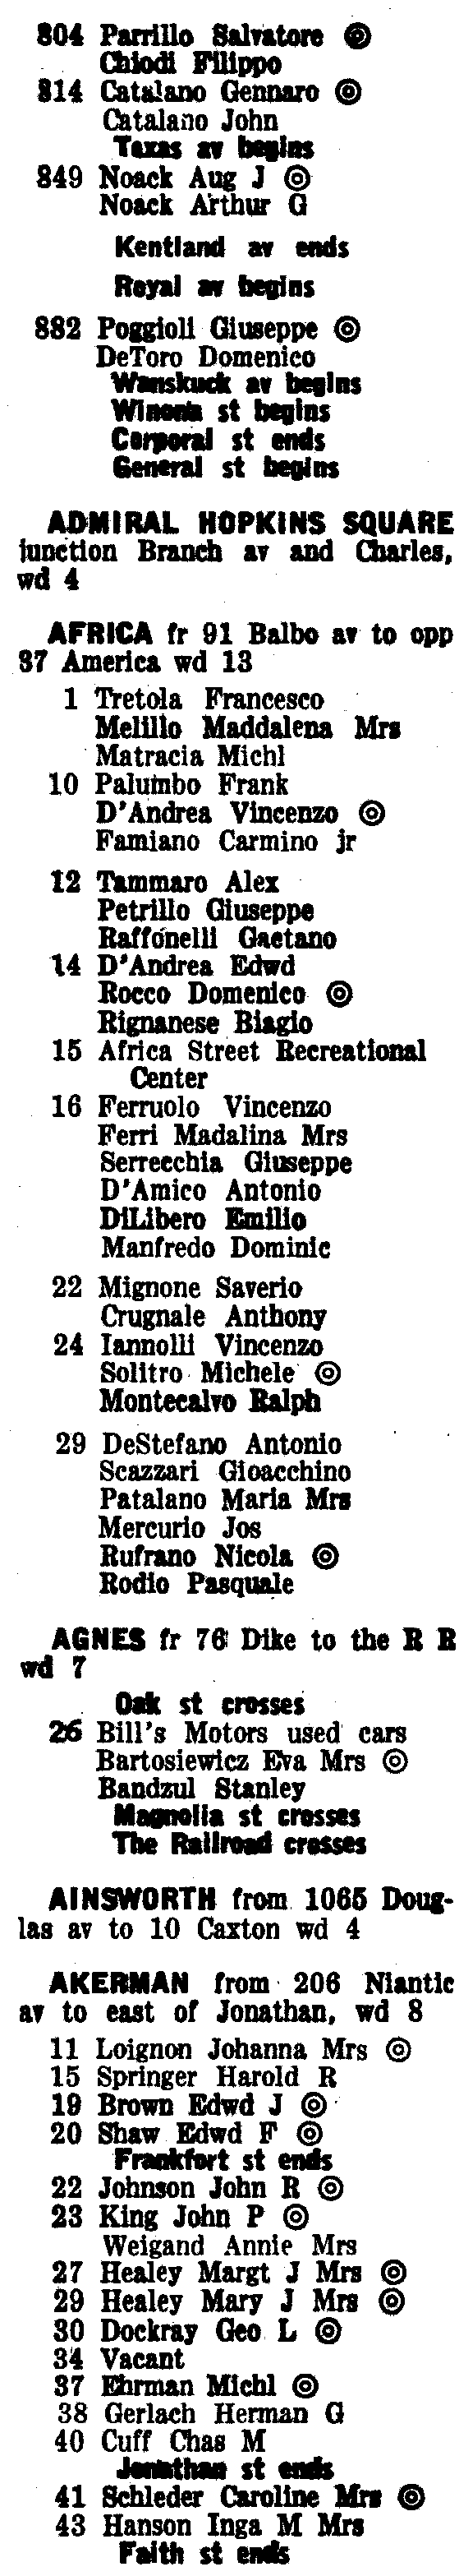 804 Parrillo Salvatore ◎
Chiodi Filippo
814 Catalano Gennaro ◎
Catalano John
Texas av begins
849 Noack Aug J ◎
Noack Arthur G
Kentland av ends
Royal av begins
882 Poggioli Giuseppe ◎
DeToro Domenico
Wanskuck av begins
Winona st begins
Corporal st ends
General st begins
ADMIRAL HOPKINS SQUARE
junction Branch av and Charles,
wd 4
AFRICA fr 91 Balbo av to opp
37 America wd 13
1 Tretola Francesco
Melillo Maddalena Mrs
Matracia Michl
10 Palumbo Frank
D'Andrea Vincenzo ◎
Famiano Carmino jr
12 Tammaro Alex
Petrillo Giuseppe
Raffonelli Gaetano
14 D'Andrea Edwd
Rocco Domenico ◎
Rignanese Biagio
15 Africa Street Recreational
Center
16 Ferruolo Vincenzo
Ferri Madalina Mrs
Serrecchia Giuseppe
D'Amico Antonio
DiLibero Emilio
Manfredo Dominic
22 Mignone Saverio
Crugnale Anthony
24 Iannolli Vincenzo
Solitro Michele ◎
Montecalvo Ralph
29 DeStefano Antonio
Scazzari Gioacchino
Patalano Maria Mrs
Mercurio Jos
Rufrano Nicola ◎
Rodio Pasquale
AGNES fr 76 Dike to the R R
wd 7
Oak st crosses
26 Bill's Motors used cars
Bartosiewicz Eva Mrs ◎
Bandzul Stanley
Magnolia st crosses
The Railroad crosses
AINSWORTH from 1065 Doug-
las av to 10 Caxton wd 4
AKERMAN from 206 Niantic
av to east of Jonathan, wd 8
11 Loignon Johanna Mrs ◎
15 Springer Harold R
19 Brown Edwd J ◎
20 Shaw Edwd F ◎
Frankfort st ends
22 Johnson John R ◎
23 King John P ◎
Weigand Annie Mrs
27 Healey Margt J Mrs ◎
29 Healey Mary J Mrs ◎
30 Dockray Geo L ◎
34 Vacant
37 Ehrman Michl ◎
38 Gerlach Herman G
40 Cuff Chas M
Jonathan st ends
41 Schleder Caroline Mrs ◎
43 Hanson Inga M Mrs
Faith st ends